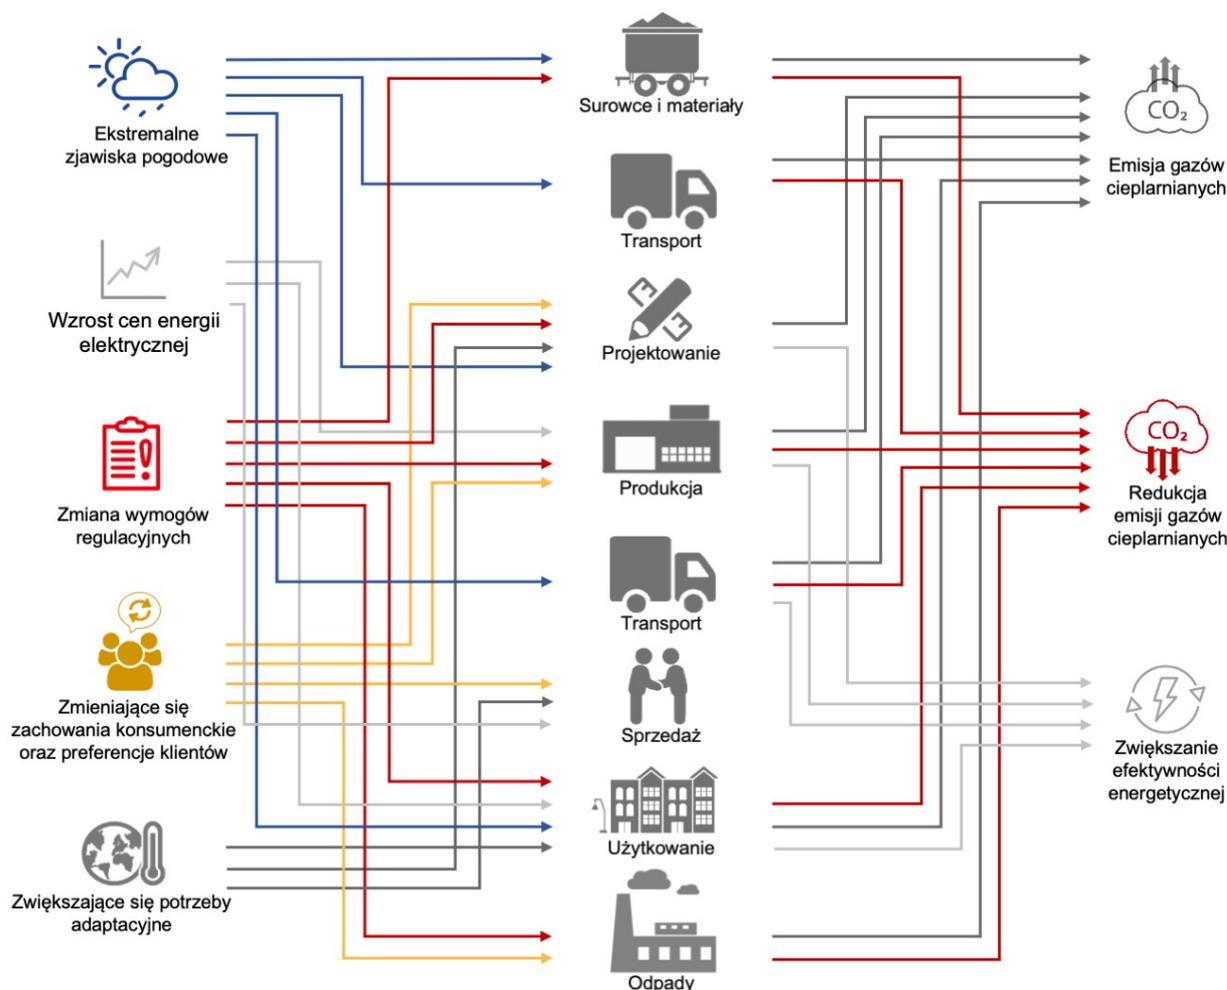 Ekstremalne
zjawiska pogodowe
Wzrost cen energii
elektrycznej
Zmiana wymogów
regulacyjnych
Zmieniające się
zachowania konsumenckie
oraz preferencje klientów
Zwiększające się potrzeby
adaptacyjne
Surowce i materiały
Transport
Projektowanie
Produkcja
Transport
Sprzedaż
Użytkowanie
Odpady
CO₂
Emisja gazów
cieplarnianych
CO₂
Redukcja
emisji gazów
cieplarnianych
Zwiększanie
efektywności
energetycznej